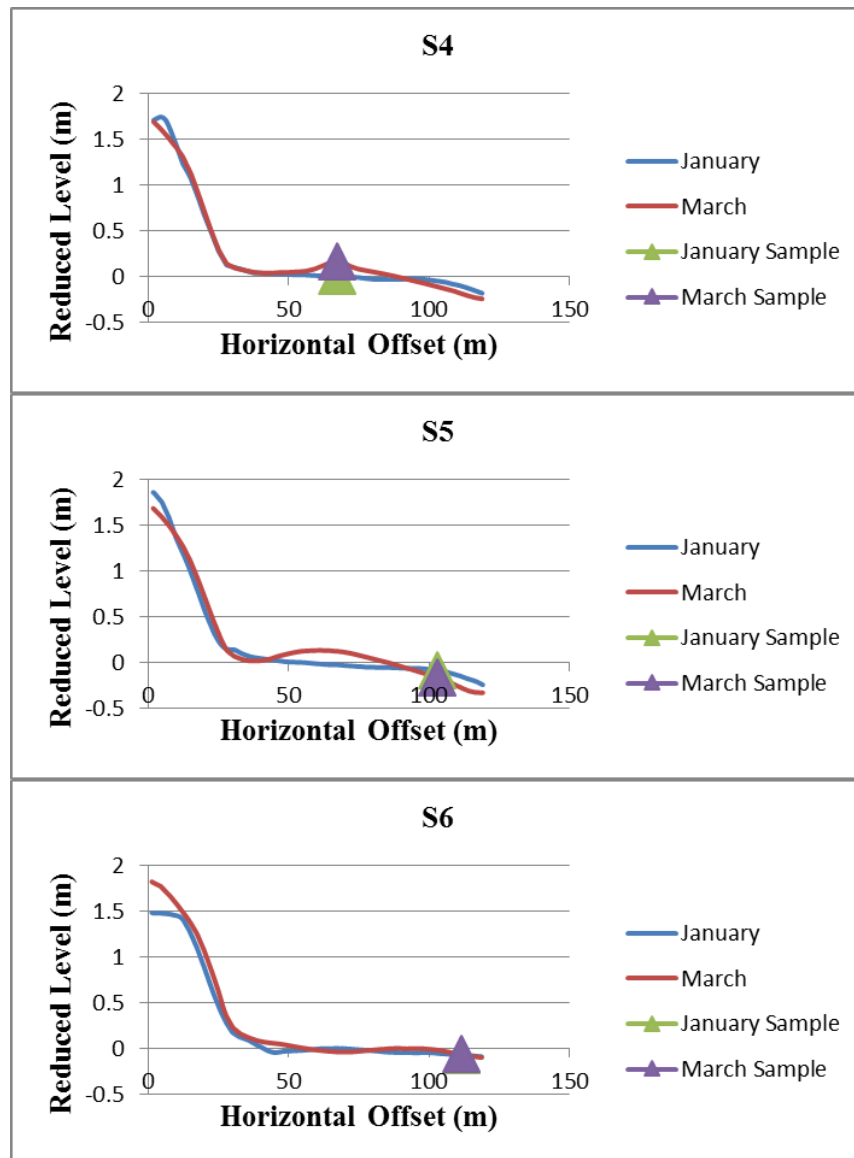 S4
Reduced Level (m)
2
1.5
1
0.5
0
-0.5
0
50
100
150
Horizontal Offset (m)
January
March
January Sample
March Sample
S5
Reduced Level (m)
2
1.5
1
0.5
0
-0.5
0
50
100
150
Horizontal Offset (m)
January
March
January Sample
March Sample
S6
Reduced Level (m)
2
1.5
1
0.5
0
-0.5
0
50
100
150
Horizontal Offset (m)
January
March
January Sample
March Sample